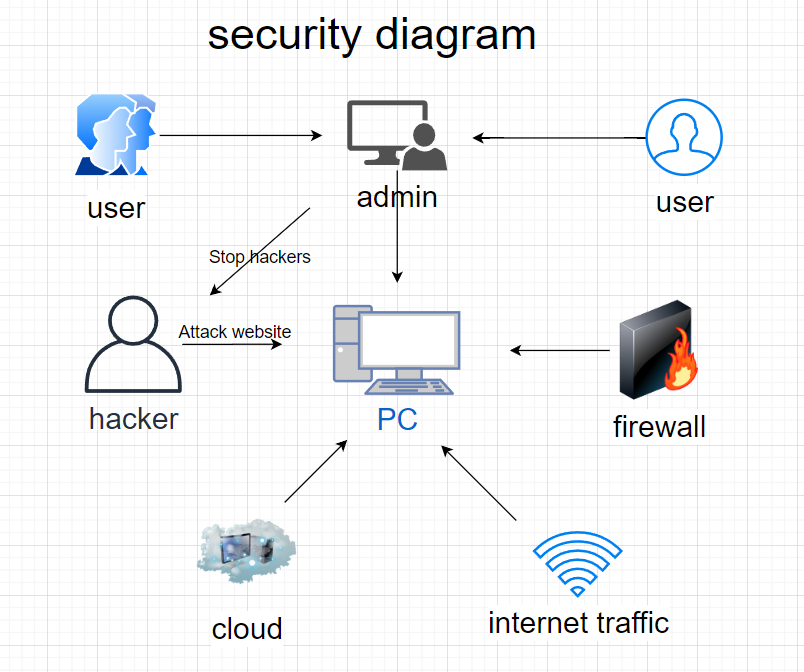 security diagram
user
admin
user
Stop hackers
Attack website
hacker
PC
firewall
cloud
internet traffic